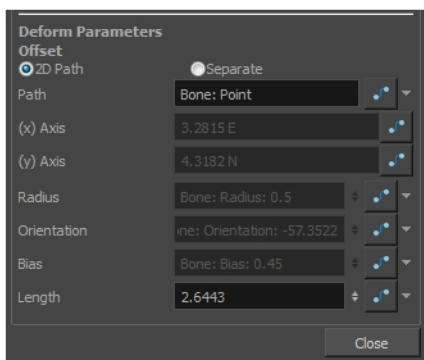 Deform Parameters
Offset
2D Path Separate
Path Bone: Point
(x) Axis 3.2815 E
(y) Axis 4.3182 N
Radius Bone: Radius: 0.5
Orientation ne: Orientation: -57.3522
Bias Bone: Bias: 0.45
Length 2.6443
Close